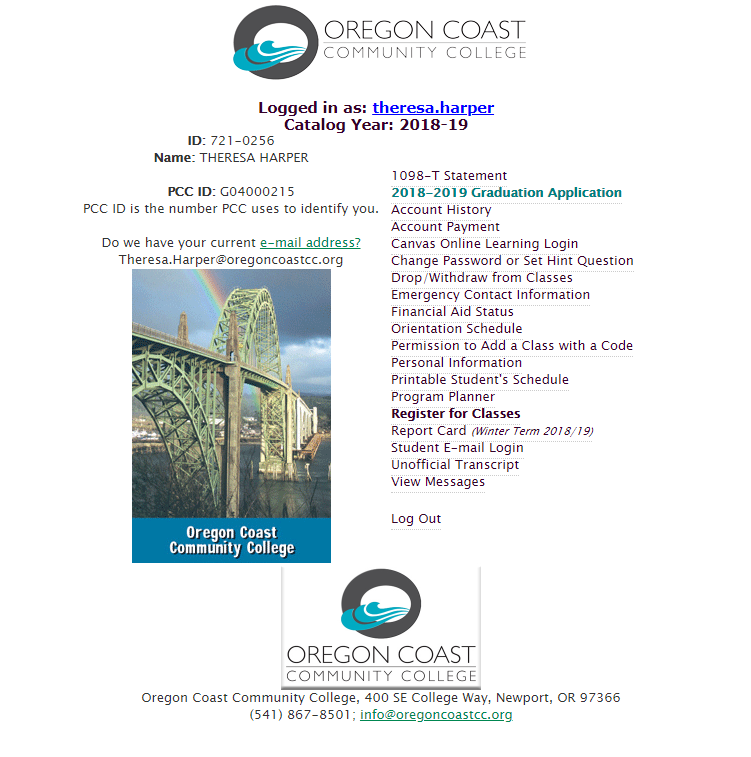 OREGON COAST
COMMUNITY COLLEGE
Logged in as: theresa.harper
Catalog Year: 2018-19
ID: 721-0256
Name: THERESA HARPER
PCC ID: G04000215
PCC ID is the number PCC uses to identify you.
Do we have your current e-mail address?
Theresa.Harper@oregoncoastcc.org
Oregon Coast
Community College
1098-T Statement
2018-2019 Graduation Application
Account History
Account Payment
Canvas Online Learning Login
Change Password or Set Hint Question
Drop/Withdraw from Classes
Emergency Contact Information
Financial Aid Status
Orientation Schedule
Permission to Add a Class with a Code
Personal Information
Printable Student's Schedule
Program Planner
Register for Classes
Report Card (Winter Term 2018/19)
Student E-mail Login
Unofficial Transcript
View Messages
Log Out
OREGON COAST
COMMUNITY COLLEGE
Oregon Coast Community College, 400 SE College Way, Newport, OR 97366
(541) 867-8501; info@oregoncoastcc.org